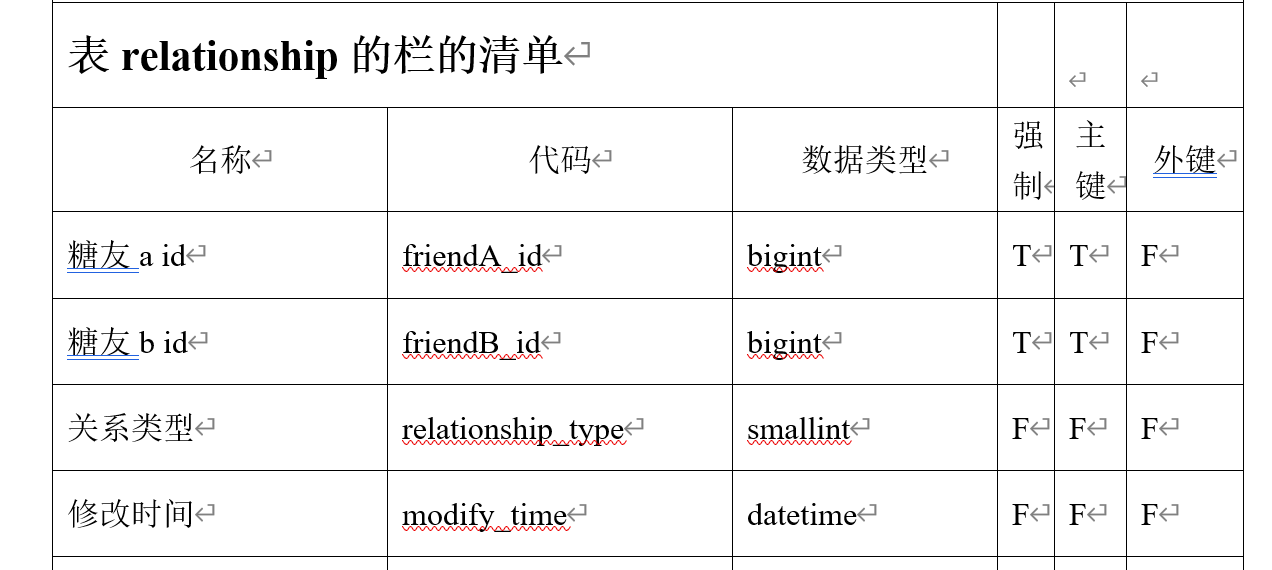 表 relationship 的栏的清单
名称 代码 数据类型 强制 主键 外键
糖友 a id friendA_id bigint T T F
糖友 b id friendB_id bigint T T F
关系类型 relationship_type smallint F F F
修改时间 modify_time datetime F F F